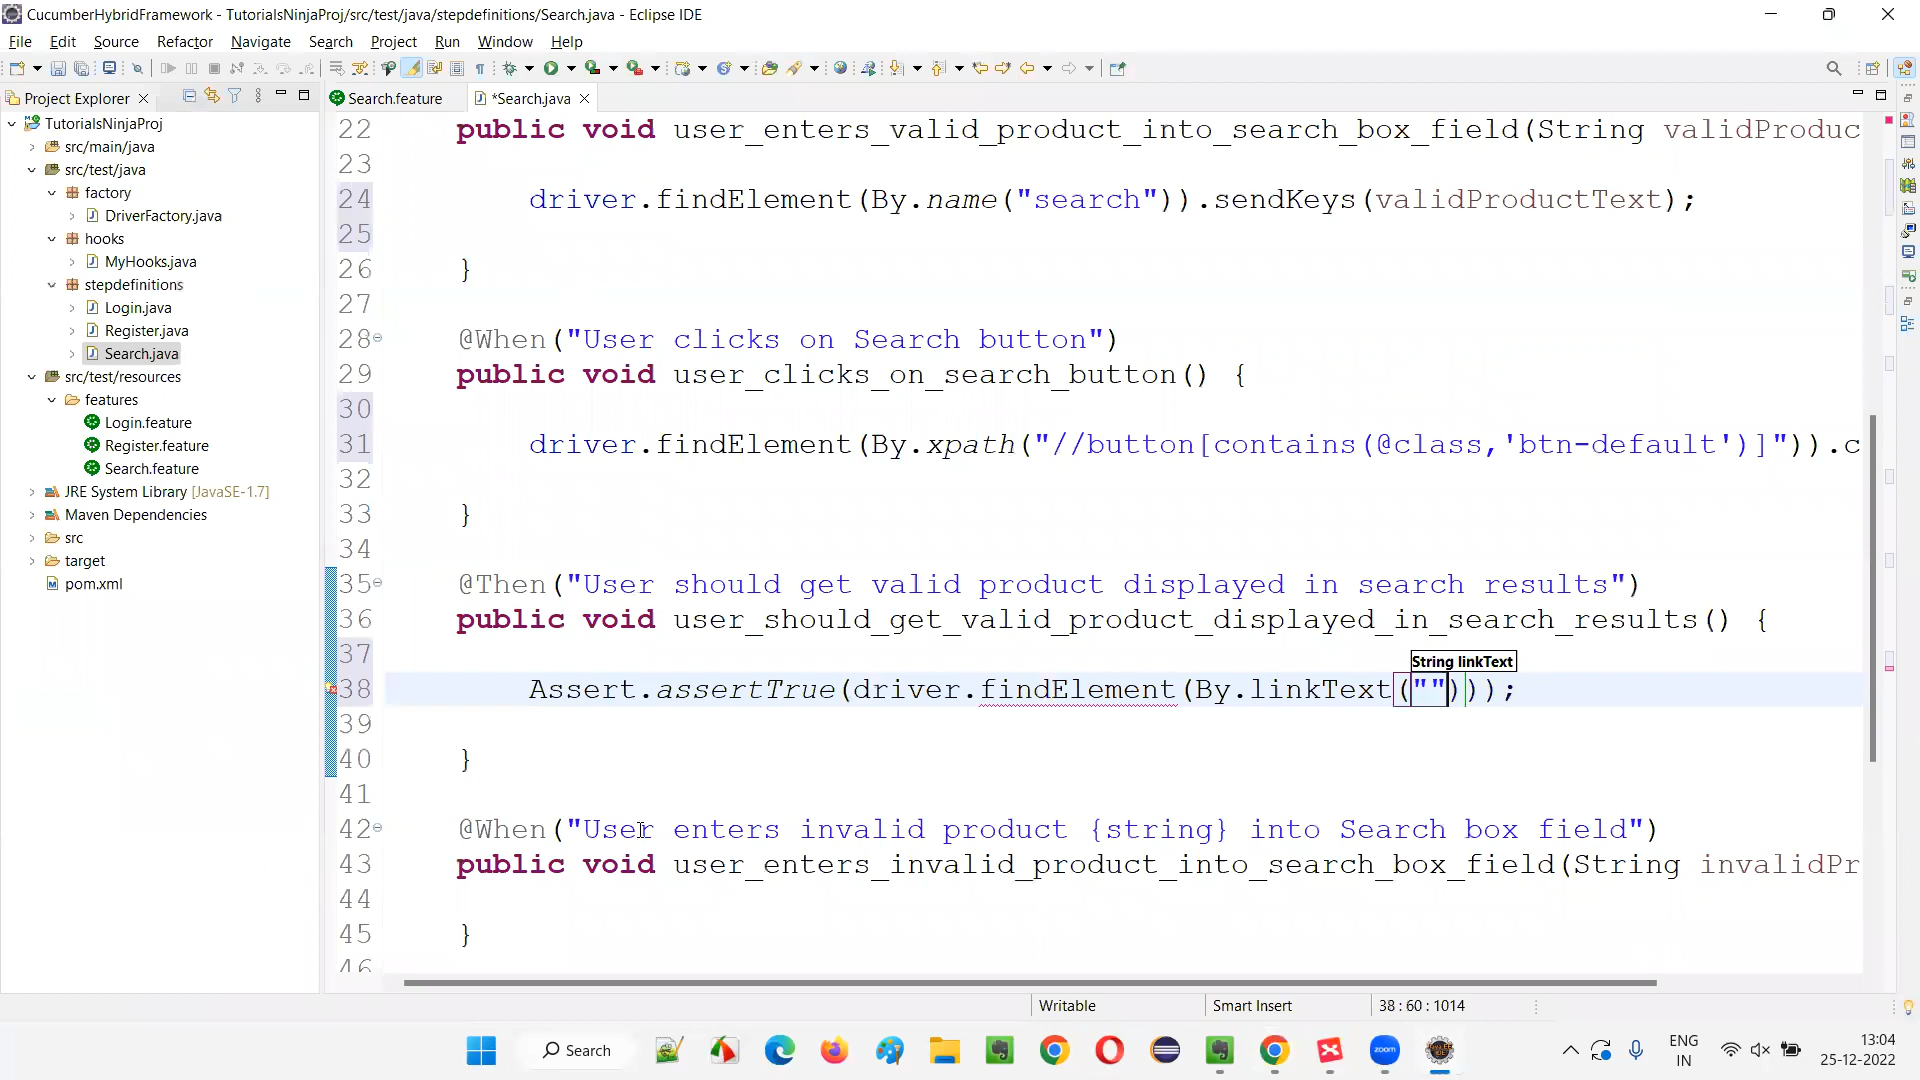 CucumberHybridFramework - TutorialsNinjaProj/src/test/java/stepdefinitions/Search.java - Eclipse IDE
File Edit Source Refactor Navigate Search Project Run Window Help
Project Explorer
Search.feature
*Search.java
TutorialsNinjaProj
src/main/java
src/test/java
factory
DriverFactory.java
hooks
MyHooks.java
stepdefinitions
Login.java
Register.java
Search.java
src/test/resources
features
Login.feature
Register.feature
Search.feature
JRE System Library [JavaSE-1.7]
Maven Dependencies
src
target
pom.xml
22 public void user_enters_valid_product_into_search_box_field(String validProduc
23
24 driver.findElement(By.name("search")).sendKeys(validProductText);
25
26 }
27
28 @When("User clicks on Search button")
29 public void user_clicks_on_search_button() {
30
31 driver.findElement(By.xpath("//button[contains(@class,'btn-default')]")).c
32
33 }
34
35 @Then("User should get valid product displayed in search results")
36 public void user_should_get_valid_product_displayed_in_search_results() {
37
String linkText
38 Assert.assertTrue(driver.findElement(By.linkText("")));
39
40 }
41
42 @When("User enters invalid product {string} into Search box field")
43 public void user_enters_invalid_product_into_search_box_field(String invalidPr
44
45 }
46
Writable
Smart Insert
38 : 60 : 1014
Search
zoom
ENG
IN
13:04
25-12-2022